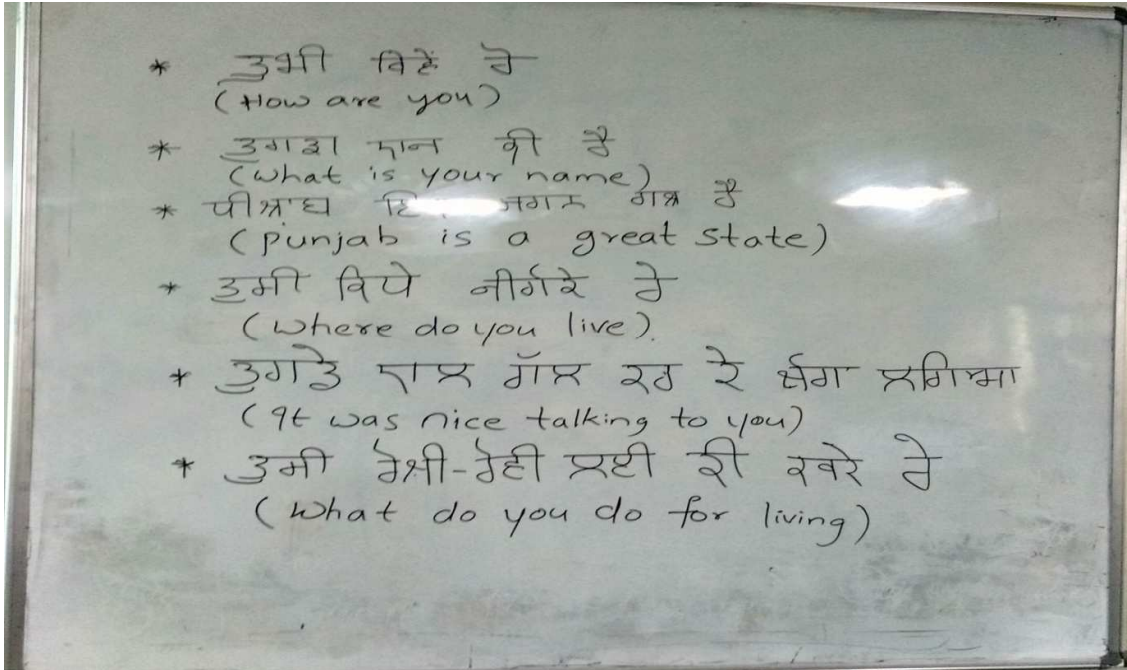 * ਤੁਸੀ ਕਿਵੇਂ ਹੋ
(How are you)
* ਤੁਹਾਡਾ ਨਾਮ ਕੀ ਹੈ
(what is your name)
* ਪੰਜਾਬ ਇੱਕ ਹੈ
(punjab is a great state)
* ਤੁਸੀ ਕਿਥੇ ਰਹਿੰਦੇ ਹੋ
(where do you live).
* ਤੁਹਾਡੇ ਨਾਲ ਗੱਲ ਕਰ ਕੇ ਚੰਗਾ ਲਗਿਆ
(It was nice talking to you)
* ਤੁਸੀ ਰੋਜ਼ੀ-ਰੋਟੀ ਲਈ ਕੀ ਕਰਦੇ ਹੋ
(what do you do for living)